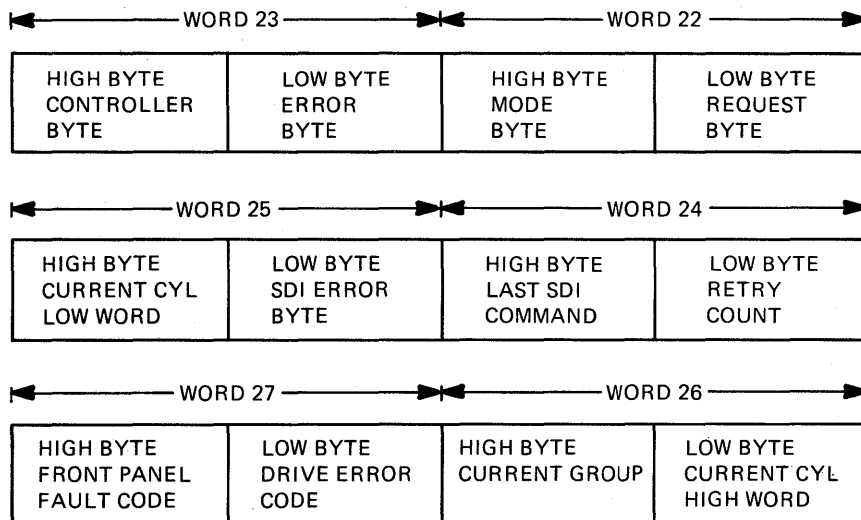 WORD 23 WORD 22
HIGH BYTE LOW BYTE HIGH BYTE LOW BYTE
CONTROLLER ERROR MODE REQUEST
BYTE BYTE BYTE BYTE
WORD 25 WORD 24
HIGH BYTE LOW BYTE HIGH BYTE LOW BYTE
CURRENT CYL SDI ERROR LAST SDI RETRY
LOW WORD BYTE COMMAND COUNT
WORD 27 WORD 26
HIGH BYTE LOW BYTE HIGH BYTE LOW BYTE
FRONT PANEL DRIVE ERROR CURRENT GROUP CURRENT CYL
FAULT CODE CODE HIGH WORD